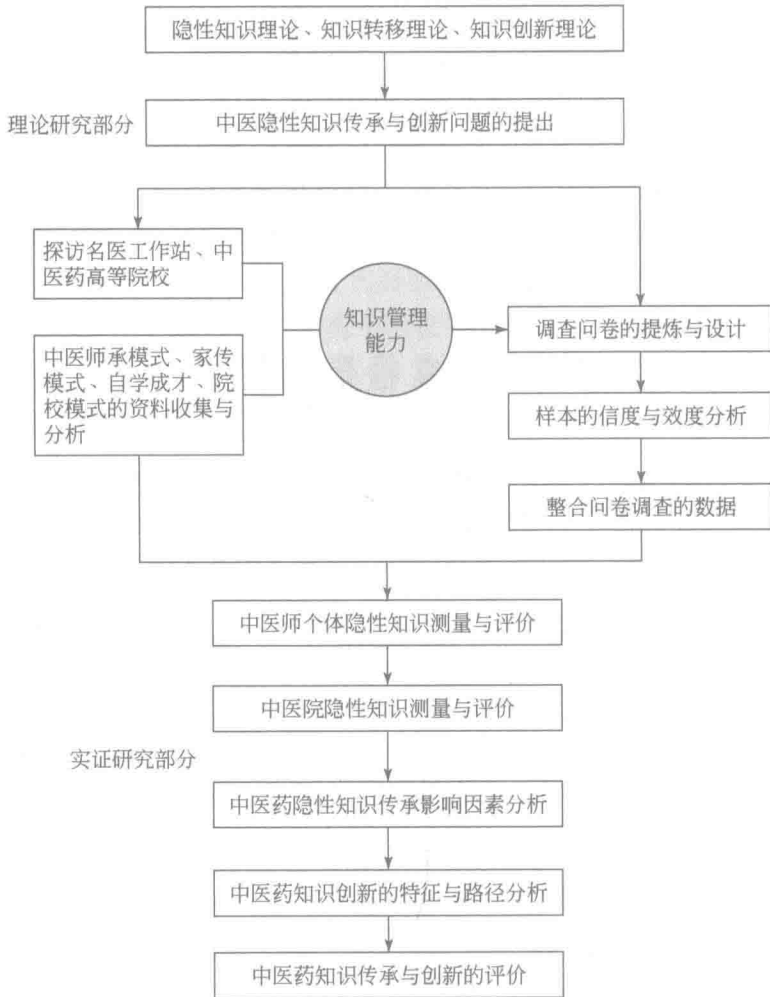 隐性知识理论、知识转移理论、知识创新理论
理论研究部分
中医隐性知识传承与创新问题的提出
探访名医工作站、中
医药高等院校
中医师承模式、家传
模式、自学成才、院
校模式的资料收集与
分析
知识管理
能力
调查问卷的提炼与设计
样本的信度与效度分析
整合问卷调查的数据
中医师个体隐性知识测量与评价
中医院隐性知识测量与评价
实证研究部分
中医药隐性知识传承影响因素分析
中医药知识创新的特征与路径分析
中医药知识传承与创新的评价